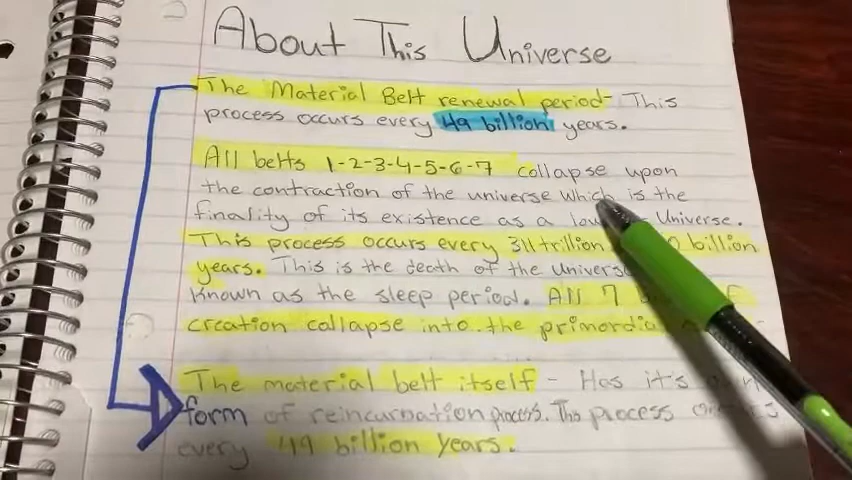 About This Universe
The Material Belt renewal period- This
process occurs every 49 billion years.
All belts 1-2-3-4-5-6-7 collapse upon
the contraction of the universe which is the
finality of its existence as a Universe.
This process occurs every 311 trillion billion
years. This is the death of the
known as the sleep period. All 7
creation collapse into the
The material belt itself - Has it's
form of reincarnation process. This process
every 49 billion years.